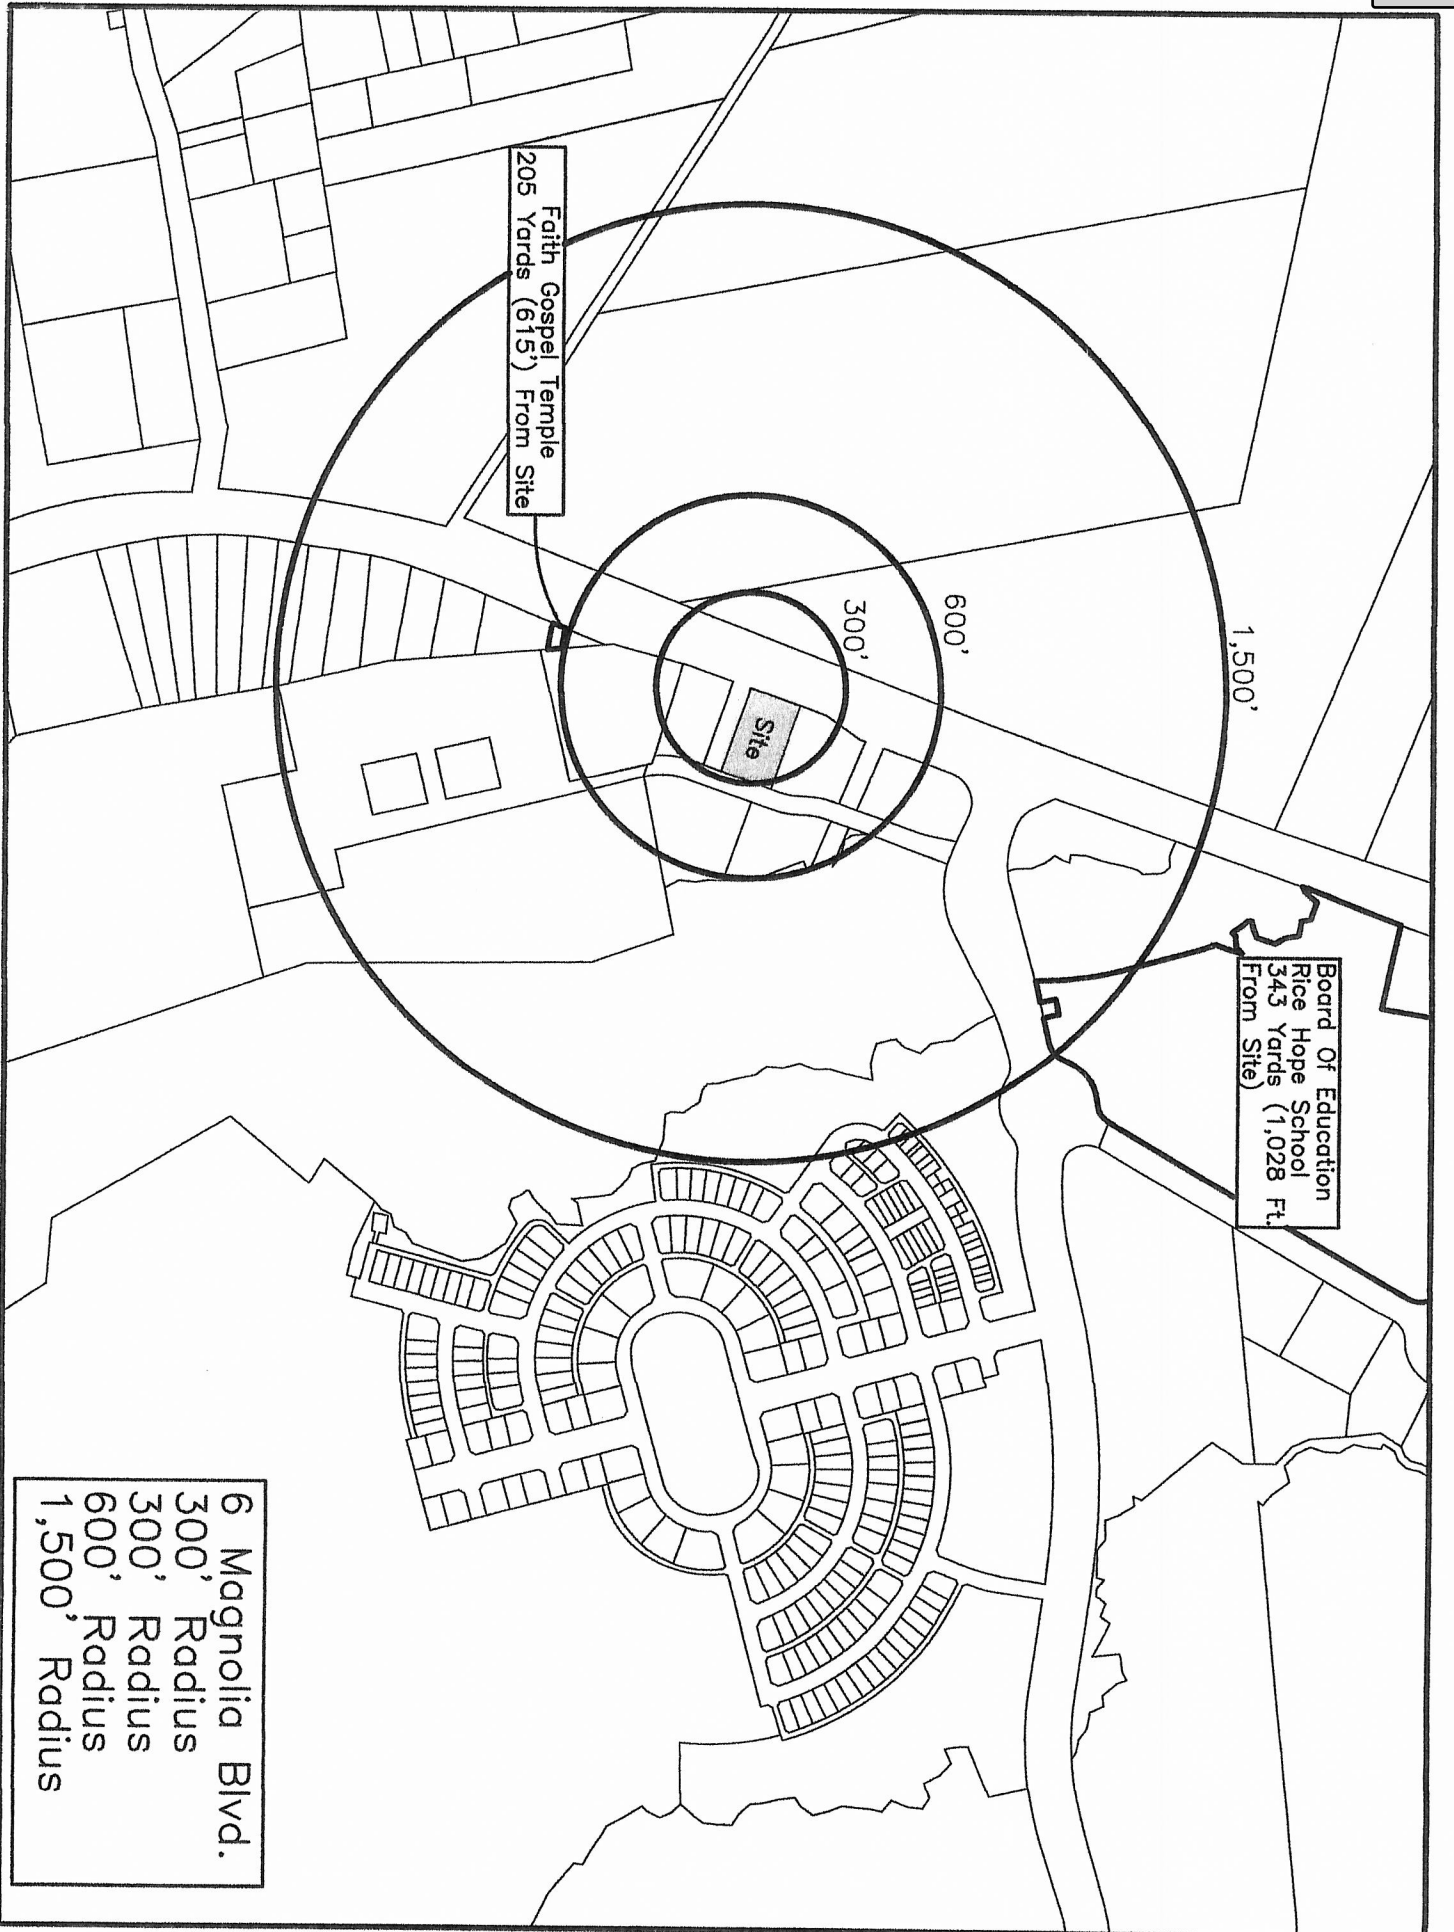 Faith Gospel Temple
205 Yards (615') From Site
1,500'
600'
300'
Site
Board Of Education
Rice Hope School
343 Yards (1,028 Ft.
From Site)
6 Magnolia Blvd.
300' Radius
300' Radius
600' Radius
1,500' Radius